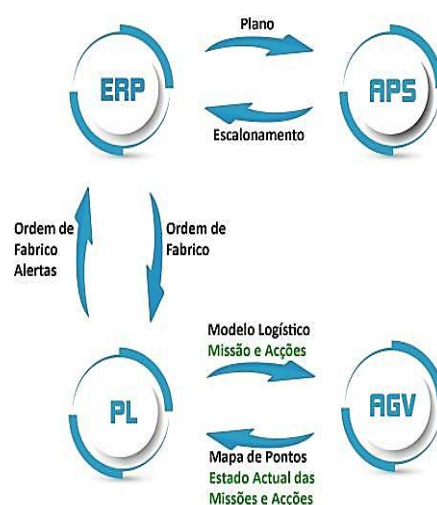 Plano
ERP
APS
Escalonamento
Ordem de
Fabrico
Alertas
Ordem de
Fabrico
Modelo Logístico
Missão e Acções
PL
AGV
Mapa de Pontos
Estado Actual das
Missões e Acções